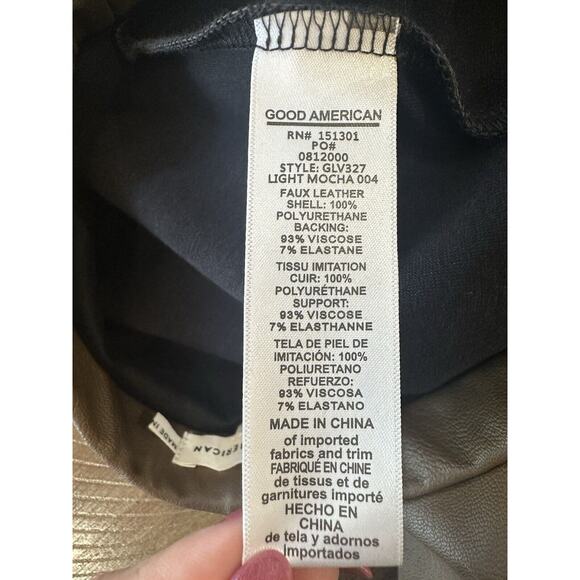 GOOD AMERICAN
RN# 151301
PO#
0812000
STYLE: GLV327
LIGHT MOCHA 004
FAUX LEATHER
SHELL: 100%
POLYURETHANE
BACKING:
93% VISCOSE
7% ELASTANE
TISSU IMITATION
CUIR: 100%
POLYURÉTHANE
SUPPORT:
93% VISCOSE
7% ELASTHANNE
TELA DE PIEL DE
IMITACIÓN: 100%
POLIURETANO
REFUERZO:
93% VISCOSA
7% ELASTANO
MADE IN CHINA
of imported
fabrics and trim
FABRIQUÉ EN CHINE
de tissus et de
garnitures importé
HECHO EN
CHINA
de tela y adornos
importados
MADE IN
ERICAN